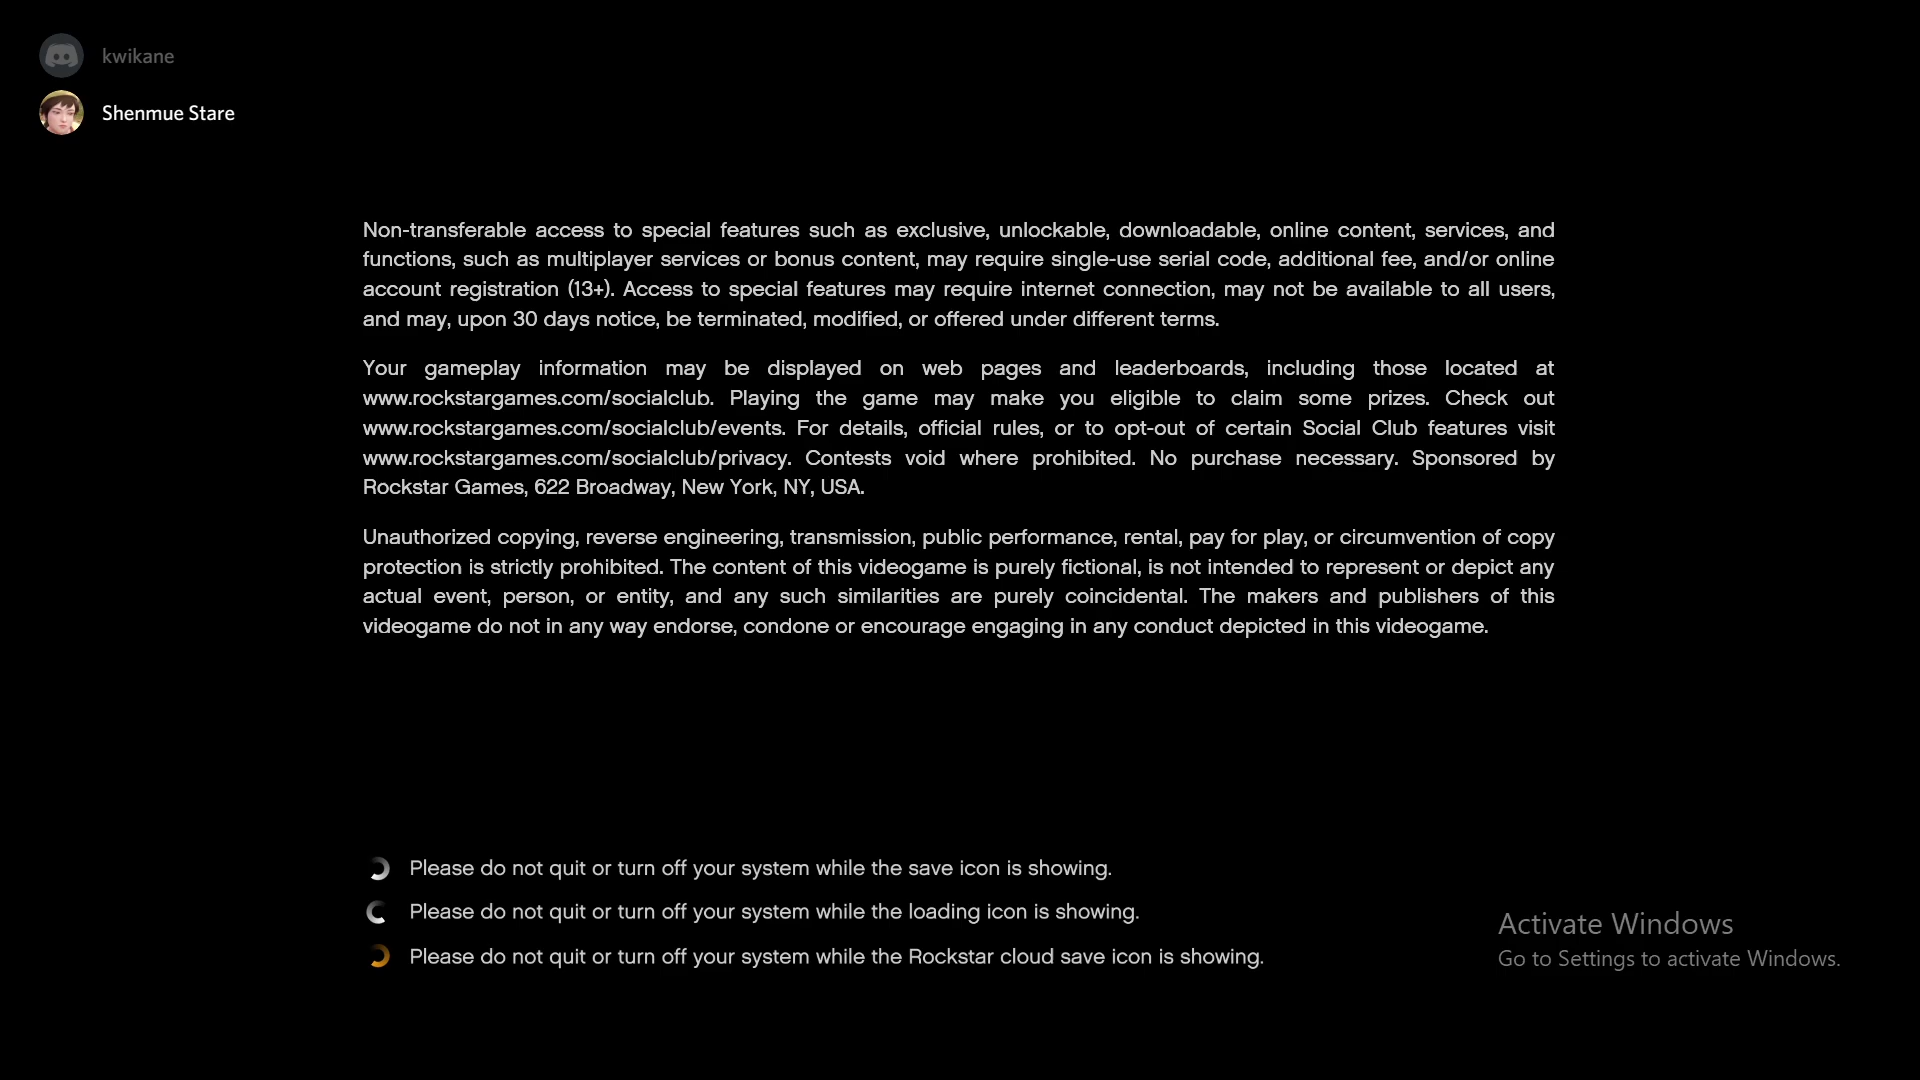 kwikane
Shenmue Stare
Non-transferable access to special features such as exclusive, unlockable, downloadable, online content, services, and
functions, such as multiplayer services or bonus content, may require single-use serial code, additional fee, and/or online
account registration (13+). Access to special features may require internet connection, may not be available to all users,
and may, upon 30 days notice, be terminated, modified, or offered under different terms.
Your gameplay information may be displayed on web pages and leaderboards, including those located at
www.rockstargames.com/socialclub. Playing the game may make you eligible to claim some prizes. Check out
www.rockstargames.com/socialclub/events. For details, official rules, or to opt-out of certain Social Club features visit
www.rockstargames.com/socialclub/privacy. Contests void where prohibited. No purchase necessary. Sponsored by
Rockstar Games, 622 Broadway, New York, NY, USA.
Unauthorized copying, reverse engineering, transmission, public performance, rental, pay for play, or circumvention of copy
protection is strictly prohibited. The content of this videogame is purely fictional, is not intended to represent or depict any
actual event, person, or entity, and any such similarities are purely coincidental. The makers and publishers of this
videogame do not in any way endorse, condone or encourage engaging in any conduct depicted in this videogame.
Please do not quit or turn off your system while the save icon is showing.
Please do not quit or turn off your system while the loading icon is showing.
Please do not quit or turn off your system while the Rockstar cloud save icon is showing.
Activate Windows
Go to Settings to activate Windows.